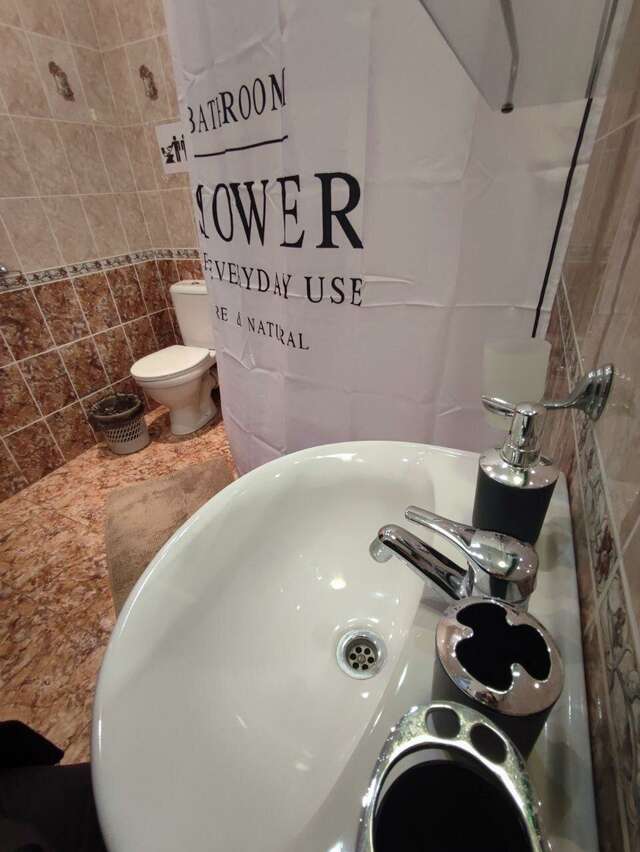 BATHROOM
OWER
EVERYDAY USE
RE & NATURAL